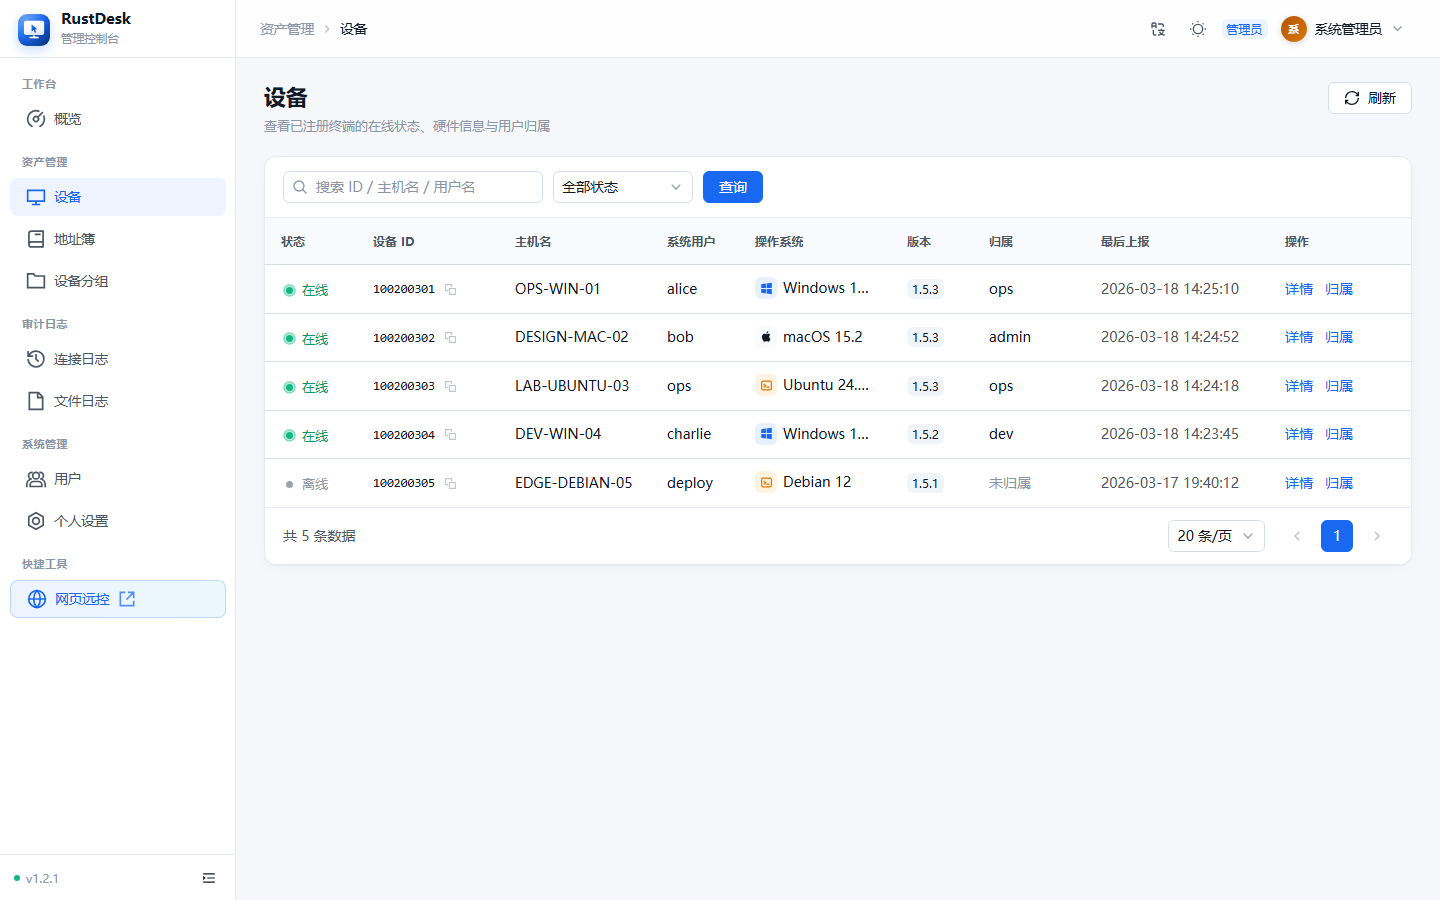 RustDesk
管理控制台
工作台
概览
资产管理
设备
地址簿
设备分组
审计日志
连接日志
文件日志
系统管理
用户
个人设置
快捷工具
网页远控
v1.2.1
资产管理 > 设备
管理员 系 系统管理员
设备
查看已注册终端的在线状态、硬件信息与用户归属
刷新
搜索 ID / 主机名 / 用户名 全部状态 查询
状态 设备 ID 主机名 系统用户 操作系统 版本 归属 最后上报 操作
在线 100200301 OPS-WIN-01 alice Windows 1... 1.5.3 ops 2026-03-18 14:25:10 详情 归属
在线 100200302 DESIGN-MAC-02 bob macOS 15.2 1.5.3 admin 2026-03-18 14:24:52 详情 归属
在线 100200303 LAB-UBUNTU-03 ops Ubuntu 24.... 1.5.3 ops 2026-03-18 14:24:18 详情 归属
在线 100200304 DEV-WIN-04 charlie Windows 1... 1.5.2 dev 2026-03-18 14:23:45 详情 归属
离线 100200305 EDGE-DEBIAN-05 deploy Debian 12 1.5.1 未归属 2026-03-17 19:40:12 详情 归属
共 5 条数据 20 条/页 < 1 >